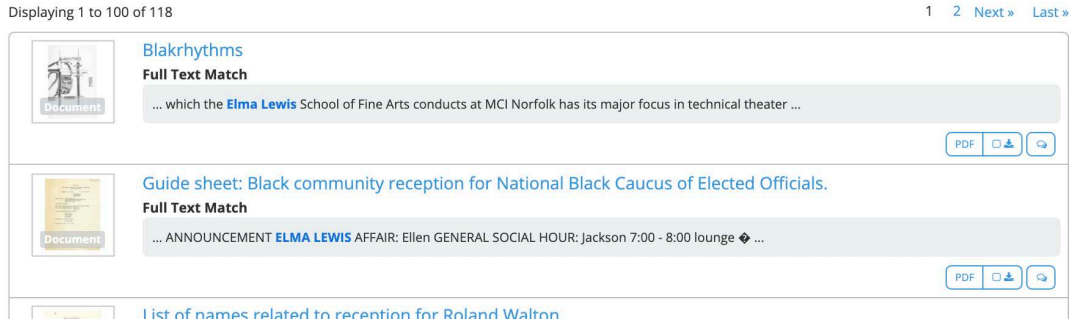 Displaying 1 to 100 of 118
1 2 Next » Last »
Blakrhythms
Full Text Match
Document
... which the Elma Lewis School of Fine Arts conducts at MCI Norfolk has its major focus in technical theater ...
PDF
Guide sheet: Black community reception for National Black Caucus of Elected Officials.
Full Text Match
Document
... ANNOUNCEMENT ELMA LEWIS AFFAIR: Ellen GENERAL SOCIAL HOUR: Jackson 7:00 - 8:00 lounge � ...
PDF
List of names related to reception for Roland Walton